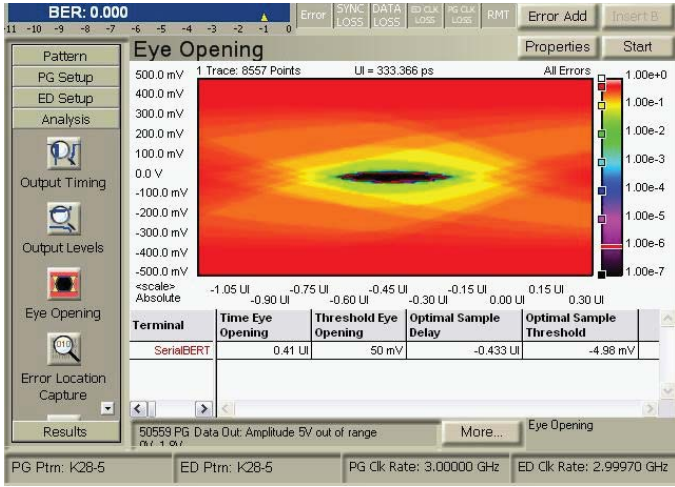 BER: 0.000
-11 -10 -9 -8 -7 -6 -5 -4 -3 -2 -1 0
Error
SYNC LOSS
DATA LOSS
ED CLK LOSS
PG CLK LOSS
RMT
Error Add
Insert B
Eye Opening
Properties
Start
Pattern
PG Setup
ED Setup
Analysis
Output Timing
Output Levels
Eye Opening
Error Location Capture
Results
1 Trace: 8557 Points
UI = 333.366 ps
All Errors
500.0 mV
400.0 mV
300.0 mV
200.0 mV
100.0 mV
0.0 V
-100.0 mV
-200.0 mV
-300.0 mV
-400.0 mV
-500.0 mV
1.00e+0
1.00e-1
1.00e-2
1.00e-3
1.00e-4
1.00e-5
1.00e-6
1.00e-7
<scale> -1.05 UI -0.75 UI -0.45 UI -0.15 UI 0.15 UI
Absolute -0.90 UI -0.60 UI -0.30 UI 0.00 UI 0.30 UI
Terminal Time Eye Opening Threshold Eye Opening Optimal Sample Delay Optimal Sample Threshold
SerialBERT 0.41 UI 50 mV -0.433 UI -4.98 mV
50559 PG Data Out: Amplitude 5V out of range
More...
Eye Opening
PG Ptrn: K28-5
ED Ptrn: K28-5
PG Clk Rate: 3.00000 GHz
ED Clk Rate: 2.99970 GHz